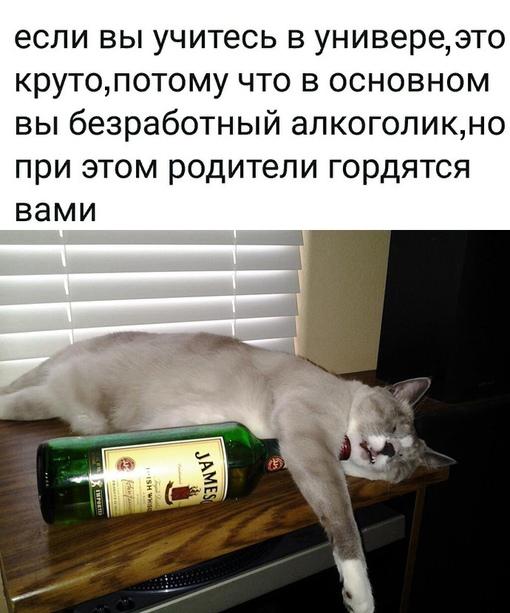 если вы учитесь в универе,это
круто,потому что в основном
вы безработный алкоголик,но
при этом родители гордятся
вами
JAMES